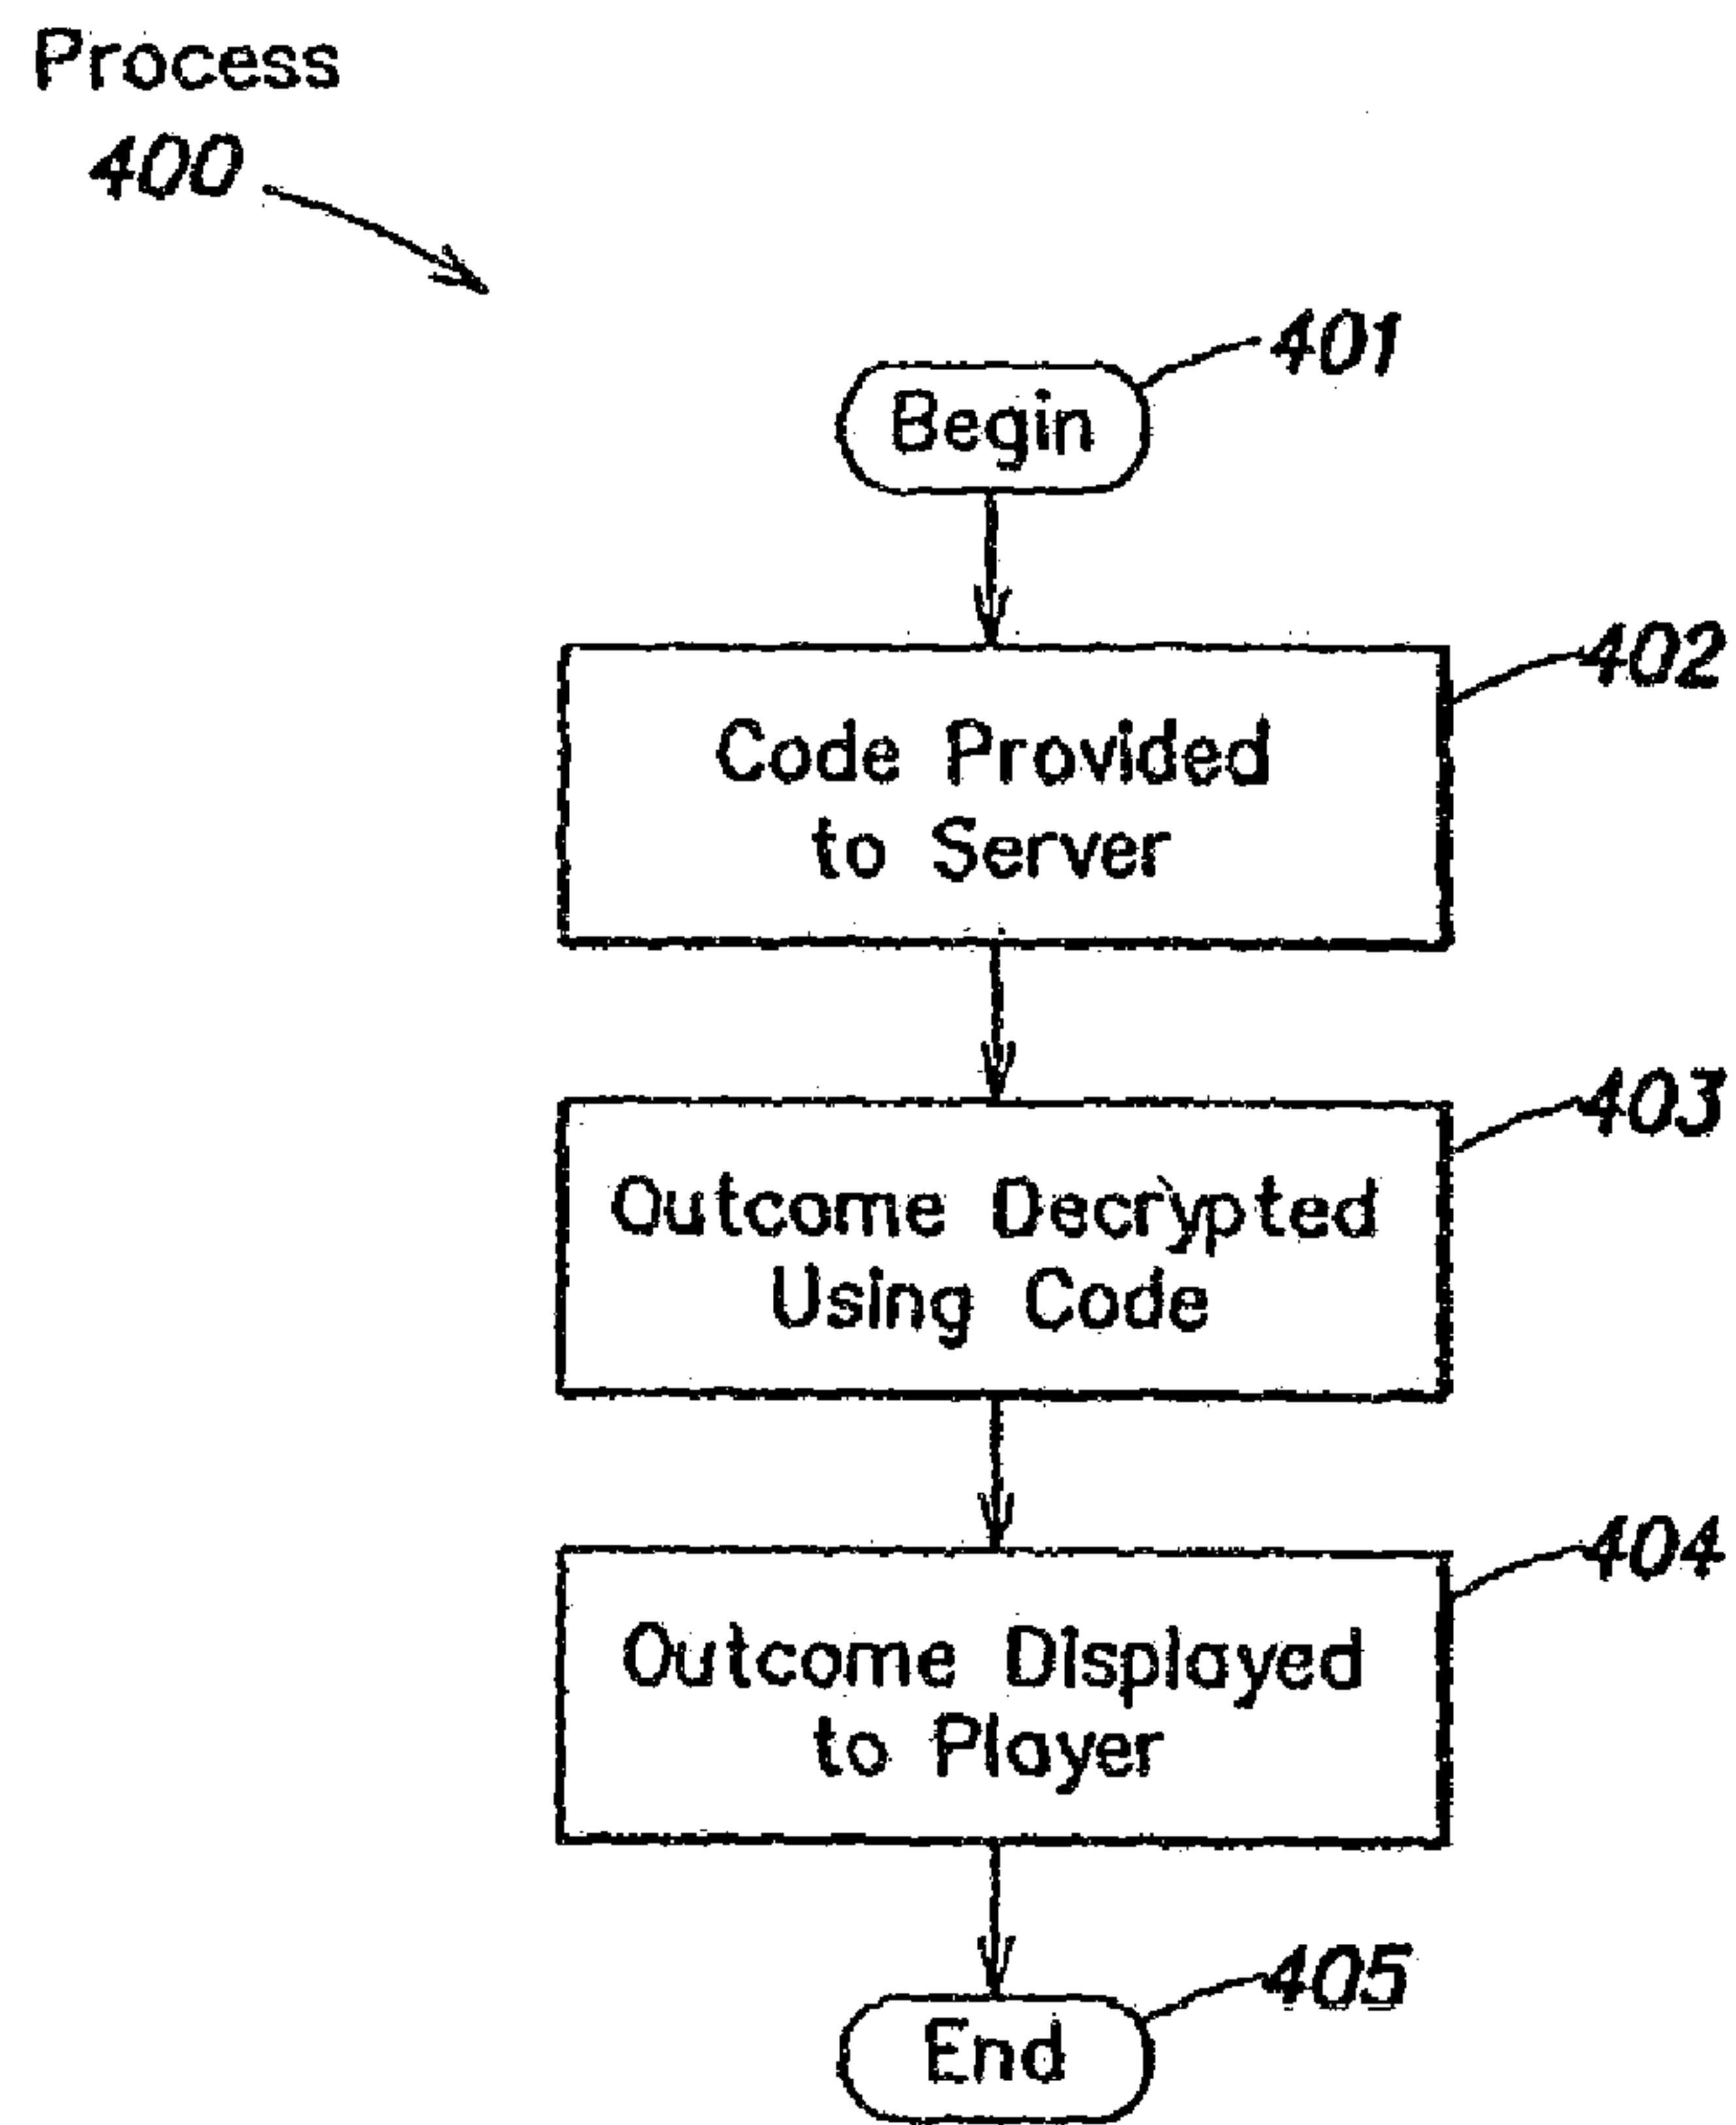 Process
400
401
Begin
402
Code Provided
to Server
403
Outcome Decrypted
Using Code
404
Outcome Displayed
to Player
405
End